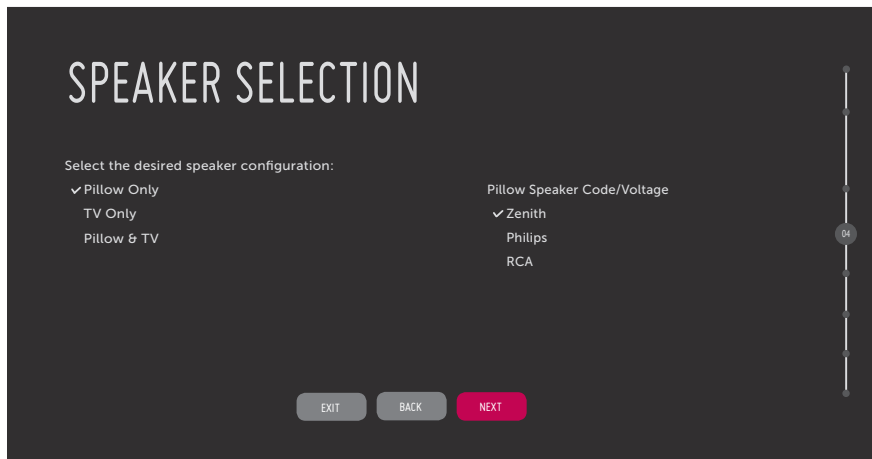 SPEAKER SELECTION
Select the desired speaker configuration:
Pillow Only
TV Only
Pillow & TV
Pillow Speaker Code/Voltage
Zenith
Philips
RCA
04
EXIT
BACK
NEXT